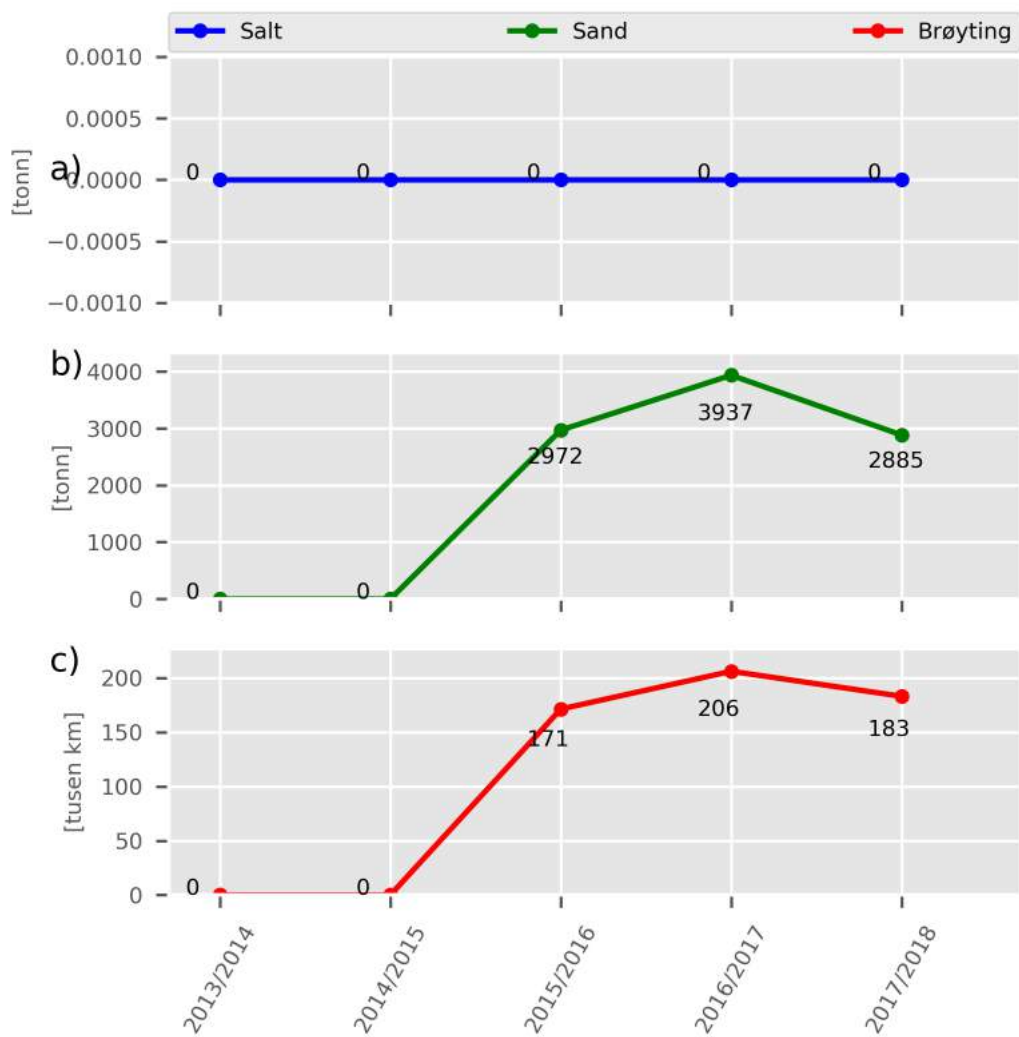 Salt Sand Brøyting
0.0010
0.0005
a)
0.0000
−0.0005
−0.0010
[tonn]
0 0 0 0 0
b)
4000
3000
2000
1000
0
[tonn]
0 0 2972 3937 2885
c)
200
150
100
50
0
[tusen km]
0 0 171 206 183
2013/2014 2014/2015 2015/2016 2016/2017 2017/2018